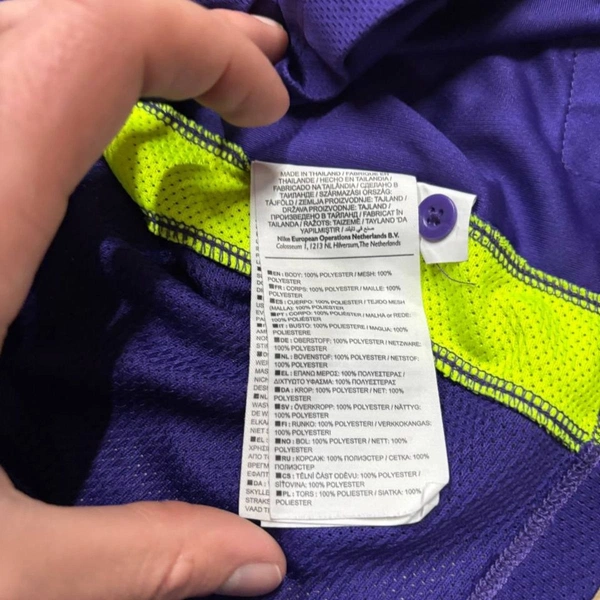 MADE IN THAILAND / FABRIQUÉ EN
THAÏLANDE / HECHO EN TAILANDIA /
FABRICADO NA TAILÂNDIA / СДЕЛАНО В
ТАИЛАНДЕ / SZÁRMAZÁSI ORSZÁG:
TÁJFÖLD / ZEMLJA PROIZVODNJE: TAJLAND /
DRŽAVA PROIZVODNJE: TAJLAND /
ПРОИЗВЕДЕНО В ТАЙЛАНД / FABRICAT ÎN
TAILANDA / RAŽOTS: TAIZEMĒ / TAYLAND 'DA
YAPILMIŞTIR / صنع في تايلاند
Nike European Operations Netherlands B.V.
Colosseum 1, 1213 NL Hilversum, The Netherlands
EN: BODY: 100% POLYESTER / MESH: 100%
POLYESTER
FR: CORPS: 100% POLYESTER / MAILLE: 100%
POLYESTER
ES: CUERPO: 100% POLIÉSTER / TEJIDO MESH
(MALLA): 100% POLIÉSTER
PT: CORPO: 100% POLIÉSTER / MALHA or REDE:
100% POLIÉSTER
IT: BUSTO: 100% POLIESTERE / MAGLIA: 100%
POLIESTERE
DE: OBERSTOFF: 100% POLYESTER / NETZWARE:
100% POLYESTER
NL: BOVENSTOF: 100% POLYESTER / NETSTOF:
100% POLYESTER
EL: ΕΠΑΝΩ ΜΕΡΟΣ: 100% ΠΟΛΥΕΣΤΕΡΑΣ /
ΔΙΧΤΥΩΤΟ ΥΦΑΣΜΑ: 100% ΠΟΛΥΕΣΤΕΡΑΣ
DA: KROP: 100% POLYESTER / NET: 100%
POLYESTER
SV: ÖVERKROPP: 100% POLYESTER / NÄTTYG:
100% POLYESTER
FI: RUNKO: 100% POLYESTERI / VERKKOKANGAS:
100% POLYESTERI
NO: BOL: 100% POLYESTER / NETT: 100%
POLYESTER
RU: КОРСАЖ: 100% ПОЛИЭСТЕР / СЕТКА: 100%
ПОЛИЭСТЕР
CS: TĚLNÍ ČÁST ODĚVU: 100% POLYESTER /
SÍŤOVINA: 100% POLYESTER
PL: TORS: 100% POLIESTER / SIATKA: 100%
POLIESTER